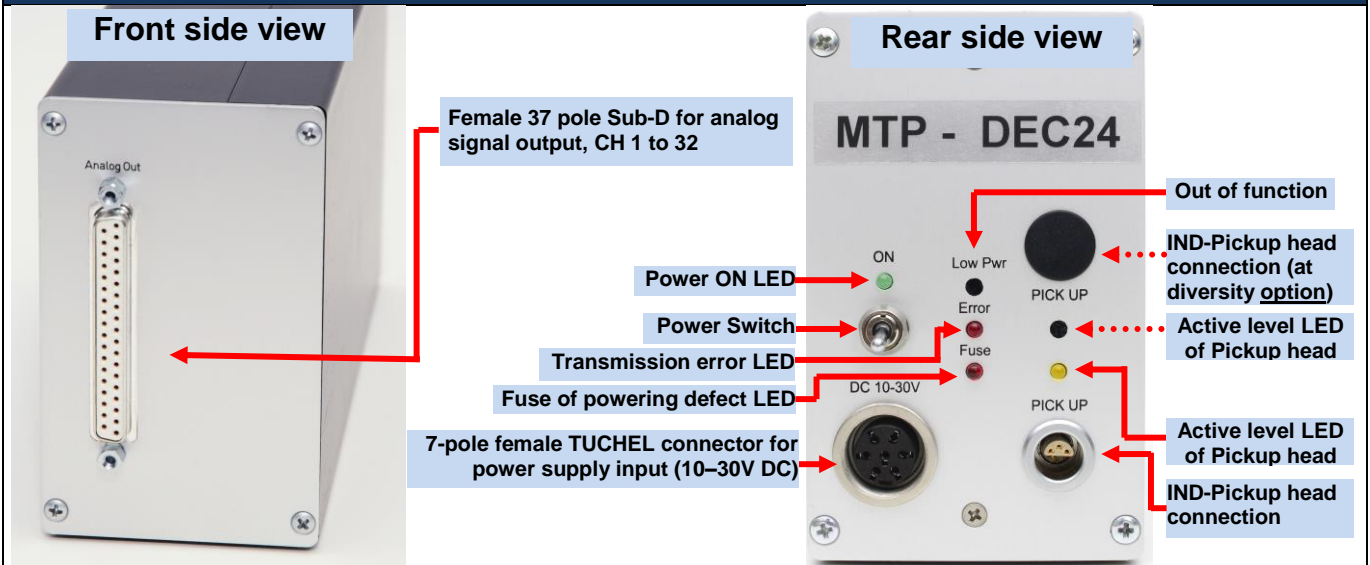 Front side view
Analog Out
Female 37 pole Sub-D for analog
signal output, CH 1 to 32
Rear side view
MTP - DEC24
ON
Low Pwr
Error
Fuse
DC 10-30V
PICK UP
PICK UP
Power ON LED
Power Switch
Transmission error LED
Fuse of powering defect LED
7-pole female TUCHEL connector for
power supply input (10–30V DC)
Out of function
IND-Pickup head
connection (at
diversity option)
Active level LED
of Pickup head
Active level LED
of Pickup head
IND-Pickup head
connection